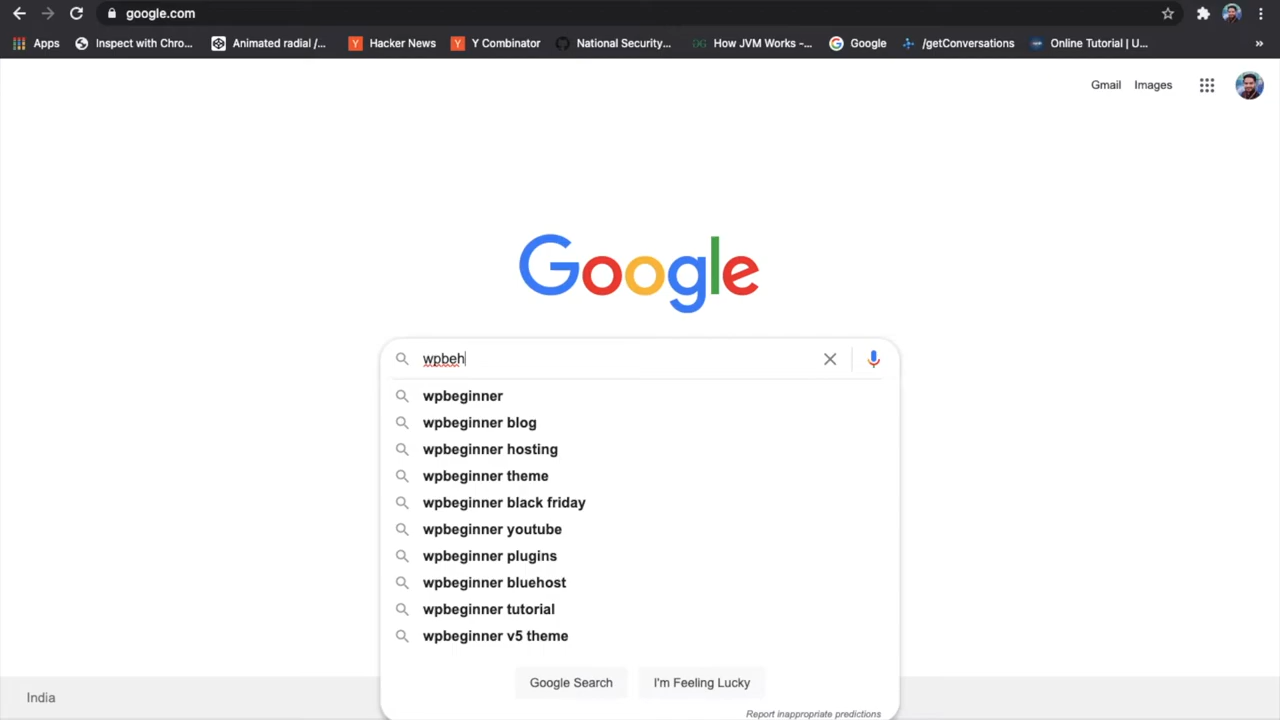 google.com
Apps Inspect with Chro... Animated radial /... Hacker News Y Combinator National Security... How JVM Works -... Google /getConversations Online Tutorial | U... »
Gmail Images
Google
wpbeh
wpbeginner
wpbeginner blog
wpbeginner hosting
wpbeginner theme
wpbeginner black friday
wpbeginner youtube
wpbeginner plugins
wpbeginner bluehost
wpbeginner tutorial
wpbeginner v5 theme
Google Search I'm Feeling Lucky
India
Report inappropriate predictions